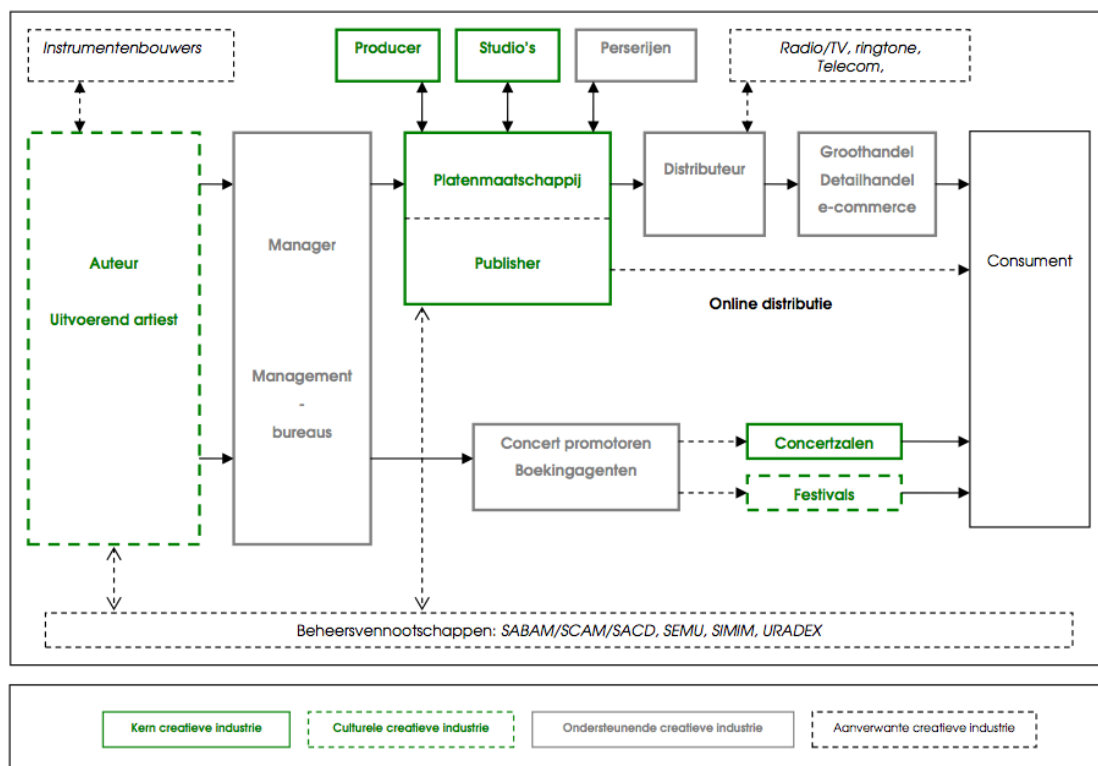 Instrumentenbouwers
Producer
Studio's
Perserijen
Radio/TV, ringtone,
Telecom,
Auteur
Uitvoerend artiest
Manager
Management
-
bureaus
Platenmaatschappij
Publisher
Distributeur
Groothandel
Detailhandel
e-commerce
Consument
Online distributie
Concert promotoren
Boekingagenten
Concertzalen
Festivals
Beheersvennootschappen: SABAM/SCAM/SACD, SEMU, SIMIM, URADEX
Kern creatieve industrie
Culturele creatieve industrie
Ondersteunende creatieve industrie
Aanverwante creatieve industrie